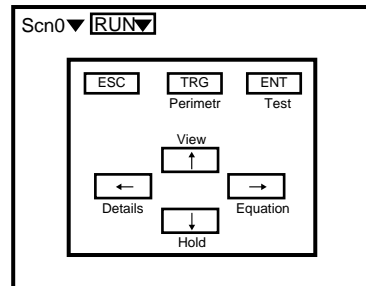 Scn0▼ RUN▼
ESC TRG ENT
Perimetr Test
View
↑
← →
Details Equation
↓
Hold